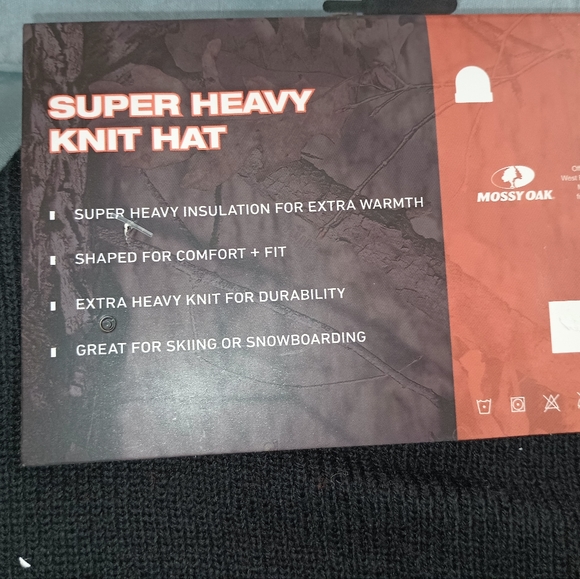 SUPER HEAVY
KNIT HAT
SUPER HEAVY INSULATION FOR EXTRA WARMTH
SHAPED FOR COMFORT + FIT
EXTRA HEAVY KNIT FOR DURABILITY
GREAT FOR SKIING OR SNOWBOARDING
MOSSY OAK
West